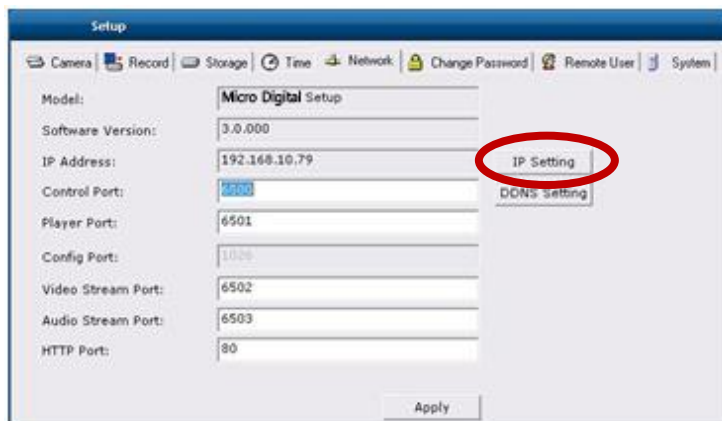 Setup
Camera Record Storage Time Network Change Password Remote User System
Model: Micro Digital Setup
Software Version: 3.0.000
IP Address: 192.168.10.79 IP Setting
Control Port: 6500 DDNS Setting
Player Port: 6501
Config Port: 1026
Video Stream Port: 6502
Audio Stream Port: 6503
HTTP Port: 80
Apply